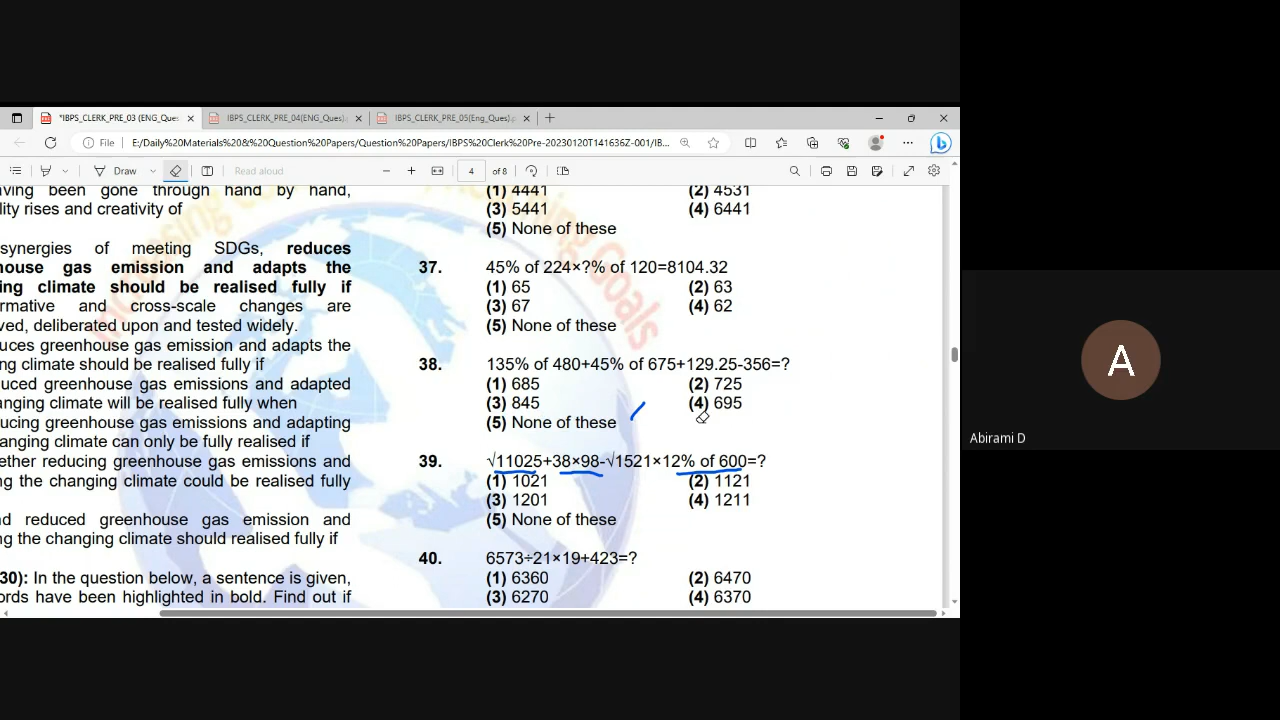 *IBPS_CLERK_PRE_03 (ENG_Ques
IBPS_CLERK_PRE_04(ENG_Ques).p
IBPS_CLERK_PRE_05(Eng_Ques).p
File
E:/Daily%20Materials%20&%20Question%20Papers/Question%20Papers/IBPS%20Clerk%20Pre-20230120T141636Z-001/IB...
Draw
Read aloud
4 of 8
aving been gone through hand by hand,
lity rises and creativity of
synergies of meeting SDGs, reduces
house gas emission and adapts the
ing climate should be realised fully if
rmative and cross-scale changes are
ved, deliberated upon and tested widely.
uces greenhouse gas emission and adapts the
ing climate should be realised fully if
duced greenhouse gas emissions and adapted
hanging climate will be realised fully when
ducing greenhouse gas emissions and adapting
hanging climate can only be fully realised if
ether reducing greenhouse gas emissions and
ng the changing climate could be realised fully
nd reduced greenhouse gas emission and
ng the changing climate should realised fully if
30): In the question below, a sentence is given,
ords have been highlighted in bold. Find out if
(1) 4441 (2) 4531
(3) 5441 (4) 6441
(5) None of these
37. 45% of 224×?% of 120=8104.32
(1) 65 (2) 63
(3) 67 (4) 62
(5) None of these
38. 135% of 480+45% of 675+129.25-356=?
(1) 685 (2) 725
(3) 845 (4) 695
(5) None of these
39. √11025+38×98-√1521×12% of 600=?
(1) 1021 (2) 1121
(3) 1201 (4) 1211
(5) None of these
40. 6573÷21×19+423=?
(1) 6360 (2) 6470
(3) 6270 (4) 6370
A
Abirami D